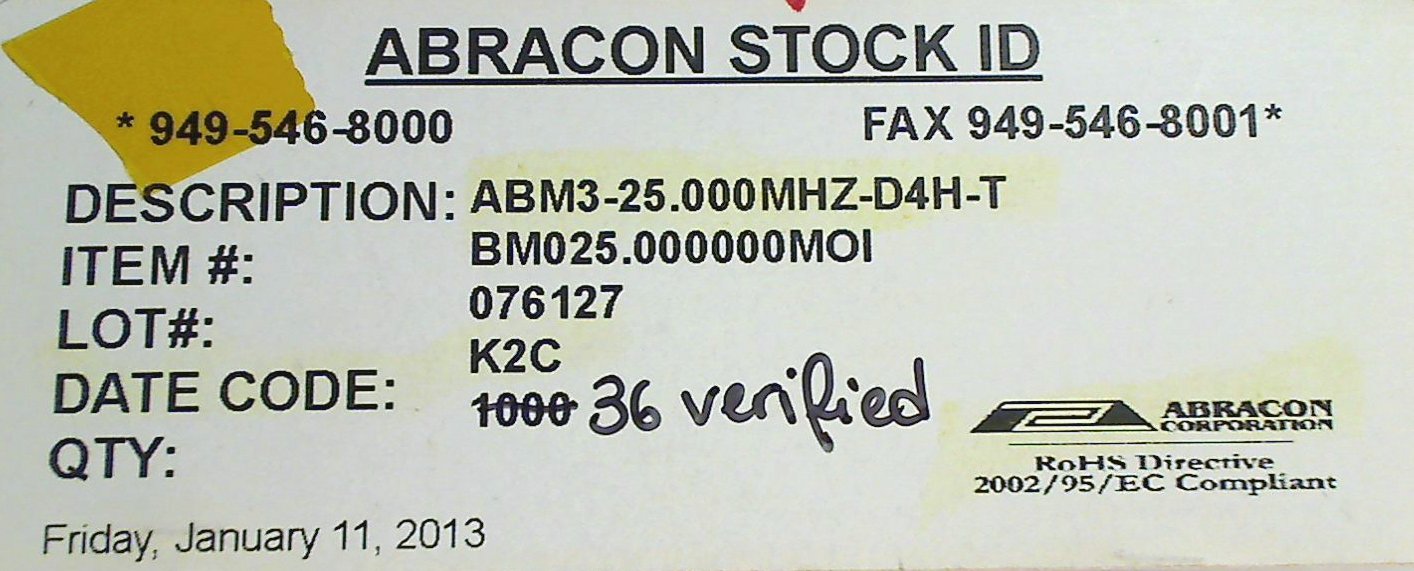 ABRACON STOCK ID
* 949-546-8000 FAX 949-546-8001*
DESCRIPTION: ABM3-25.000MHZ-D4H-T
ITEM #: BM025.000000MOI
LOT#: 076127
DATE CODE: K2C
QTY: 1000 36 verified
ABRACON
CORPORATION
RoHS Directive
2002/95/EC Compliant
Friday, January 11, 2013